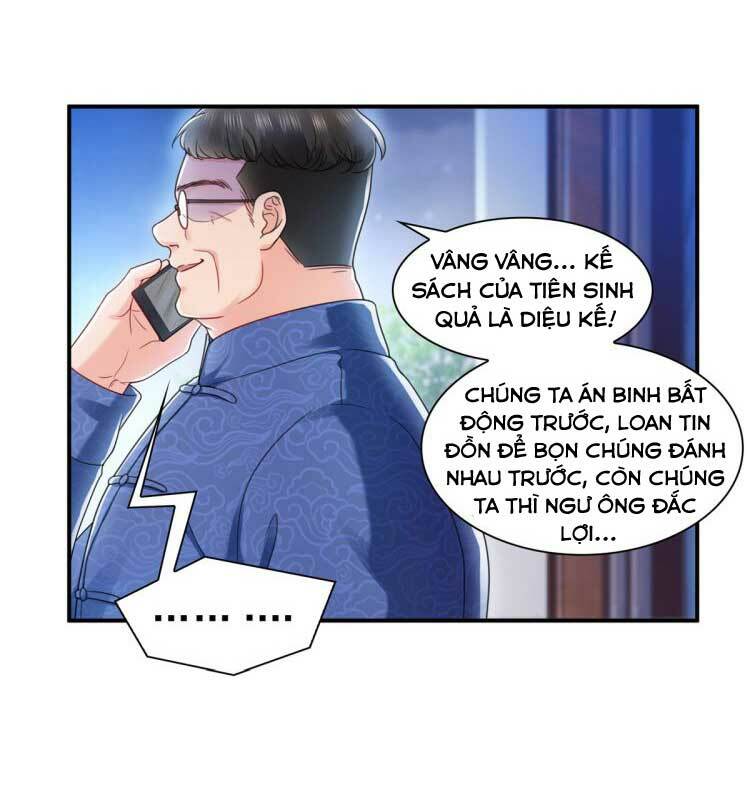 VÂNG VÂNG... KẾ
SÁCH CỦA TIÊN SINH
QUẢ LÀ DIỆU KẾ!
CHÚNG TA ÁN BINH BẤT
ĐỘNG TRƯỚC, LOAN TIN
ĐỒN ĐỂ BỌN CHÚNG ĐÁNH
NHAU TRƯỚC, CÒN CHÚNG
TA THÌ NGƯ ÔNG ĐẮC
LỢI...
...... ....